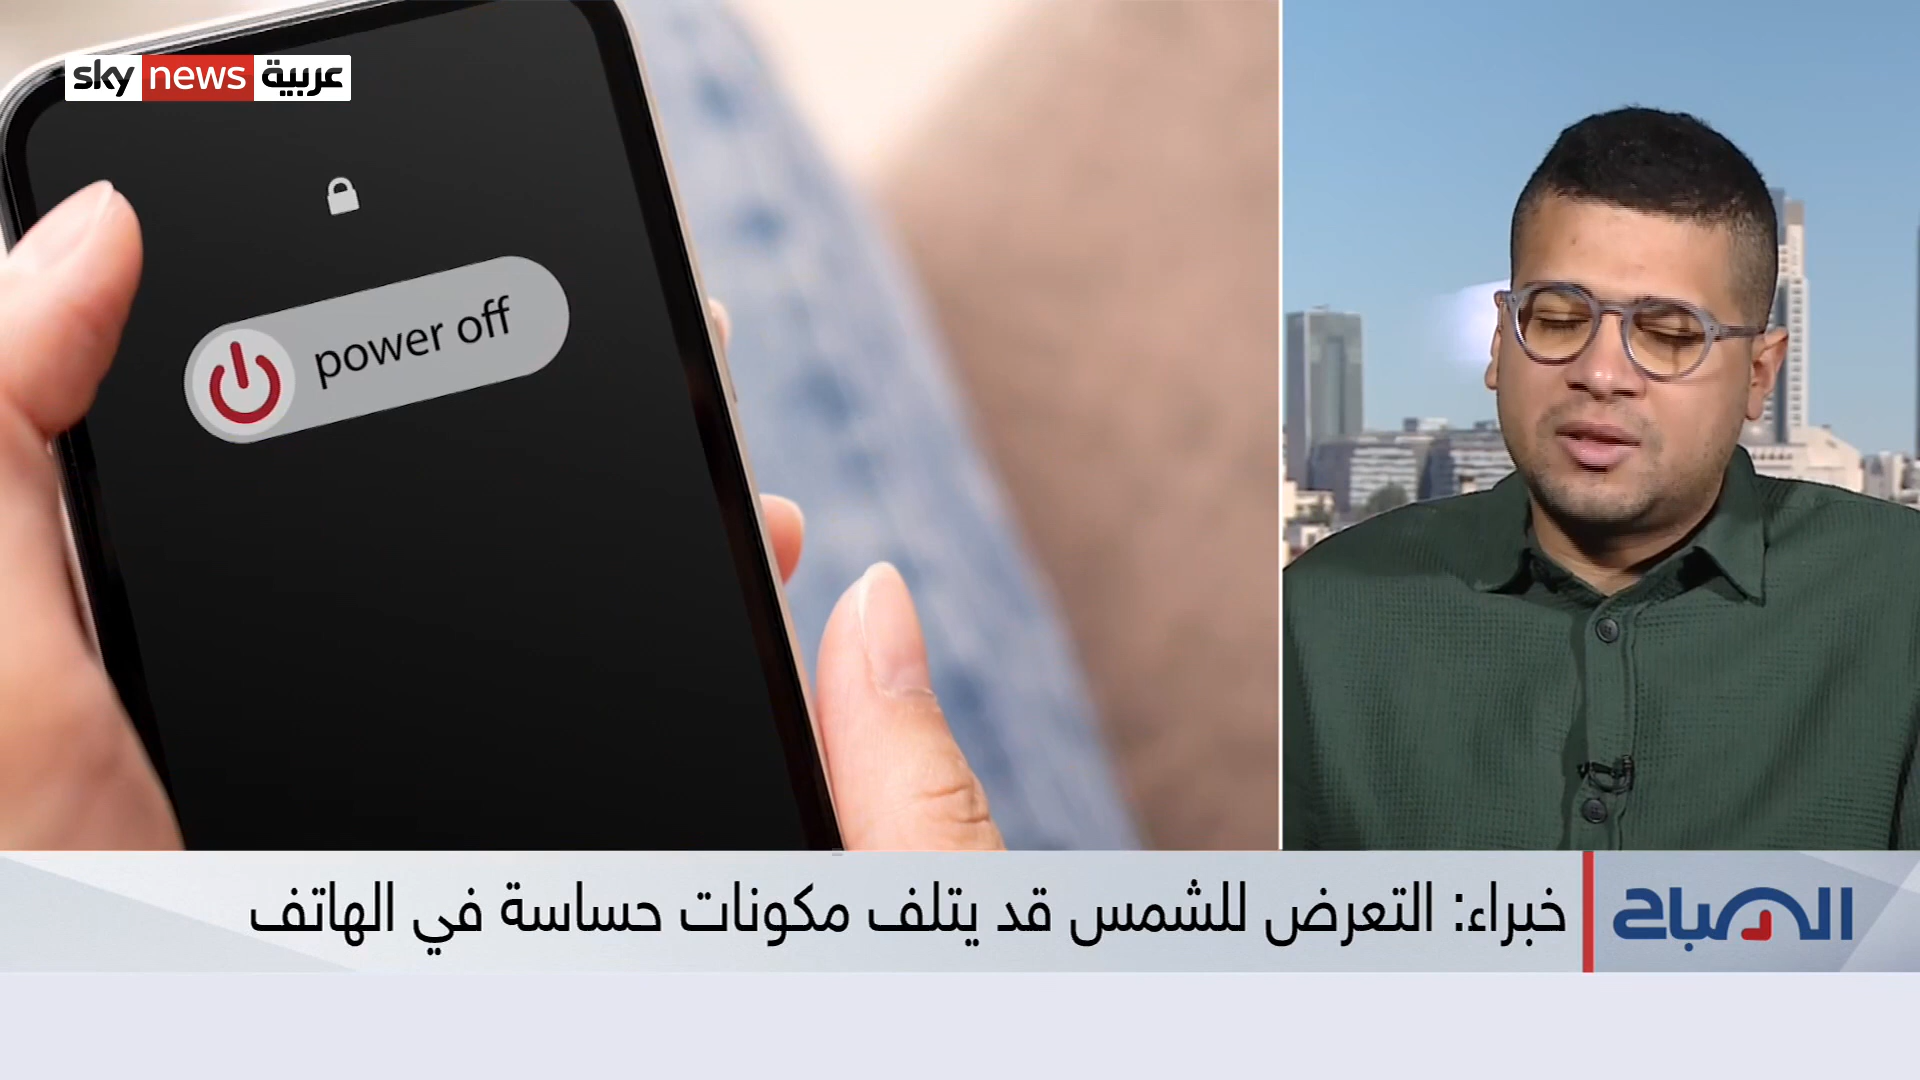 sky news عربية
power off
خبراء: التعرض للشمس قد يتلف مكونات حساسة في الهاتف
الصباح